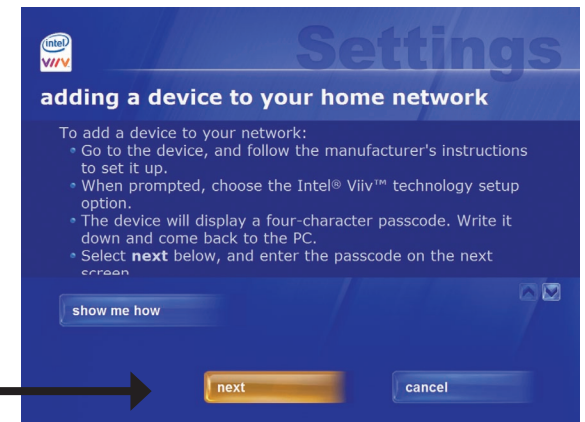 intel
VIIV
Settings
adding a device to your home network
To add a device to your network:
• Go to the device, and follow the manufacturer's instructions
to set it up.
• When prompted, choose the Intel® Viiv™ technology setup
option.
• The device will display a four-character passcode. Write it
down and come back to the PC.
• Select next below, and enter the passcode on the next
screen
show me how
next
cancel